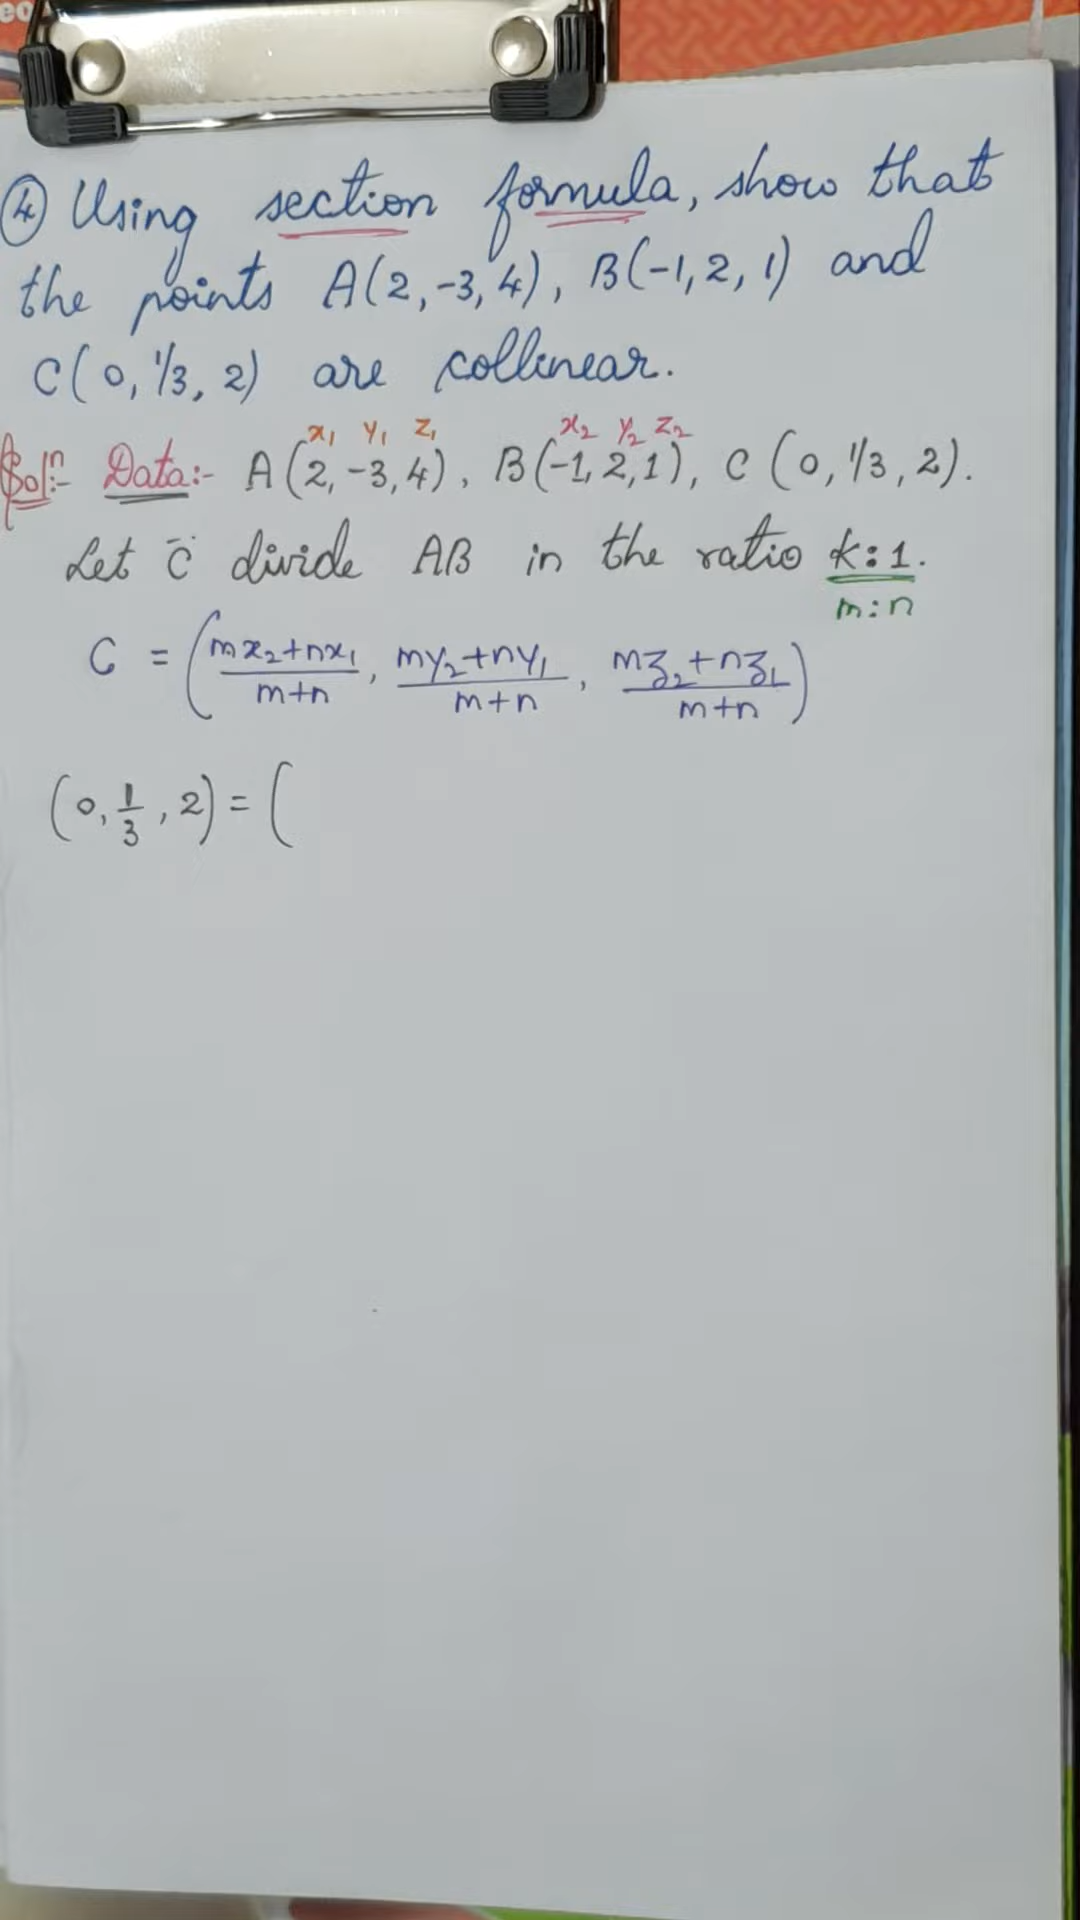 eo
④ Using section formula, show that
the points A(2, -3, 4), B(-1, 2, 1) and
C(0, 1/3, 2) are collinear.
x₁ y₁ z₁ x₂ y₂ z₂
Solⁿ:- Data:- A(2, -3, 4), B(-1, 2, 1), C(0, 1/3, 2).
Let C divide AB in the ratio k:1.
m:n
C = (mx₂+nx₁/m+n, my₂+ny₁/m+n, mz₂+nz₁/m+n)
(0, 1/3, 2) = (